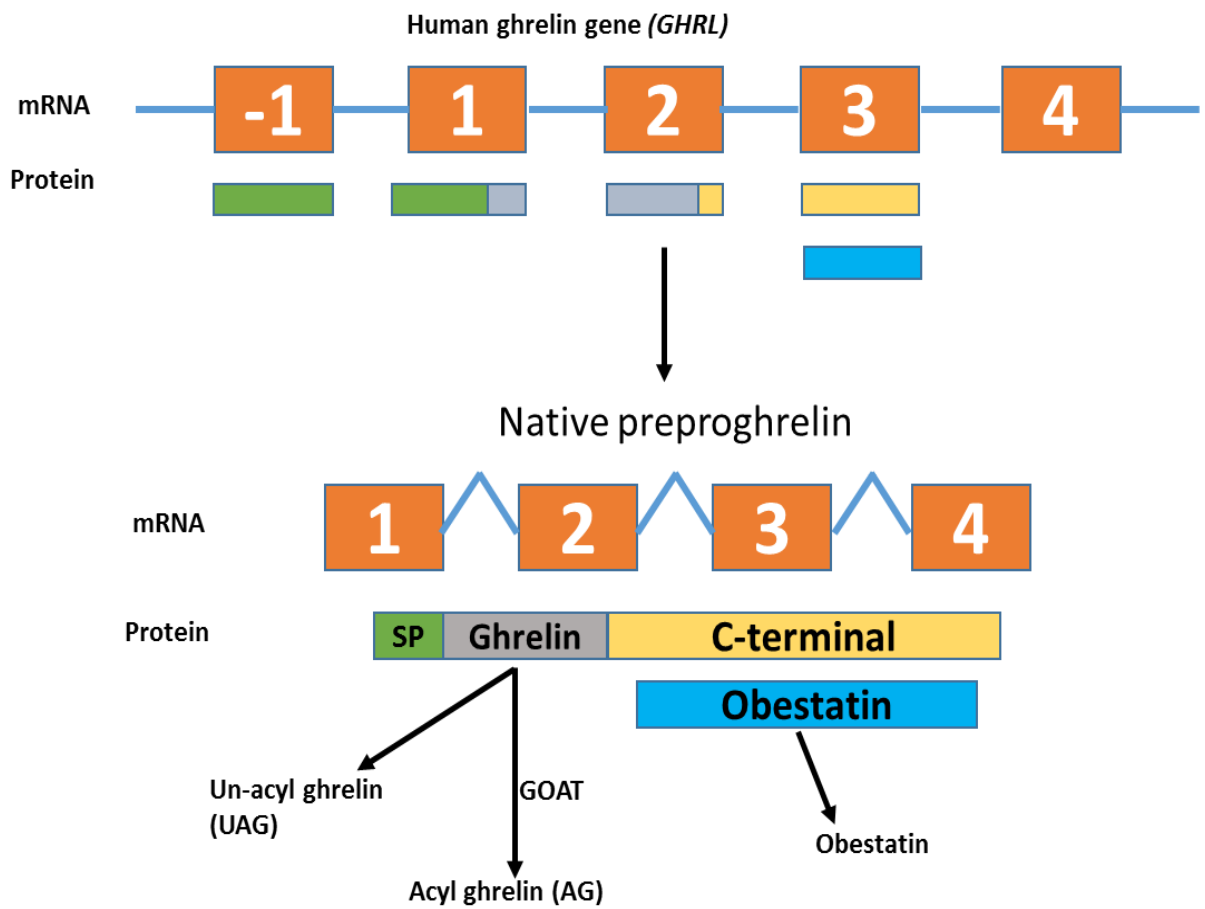 Human ghrelin gene (GHRL)
mRNA
-1 1 2 3 4
Protein
Native preproghrelin
mRNA
1 2 3 4
Protein
SP Ghrelin C-terminal
Obestatin
Un-acyl ghrelin
(UAG)
GOAT
Obestatin
Acyl ghrelin (AG)